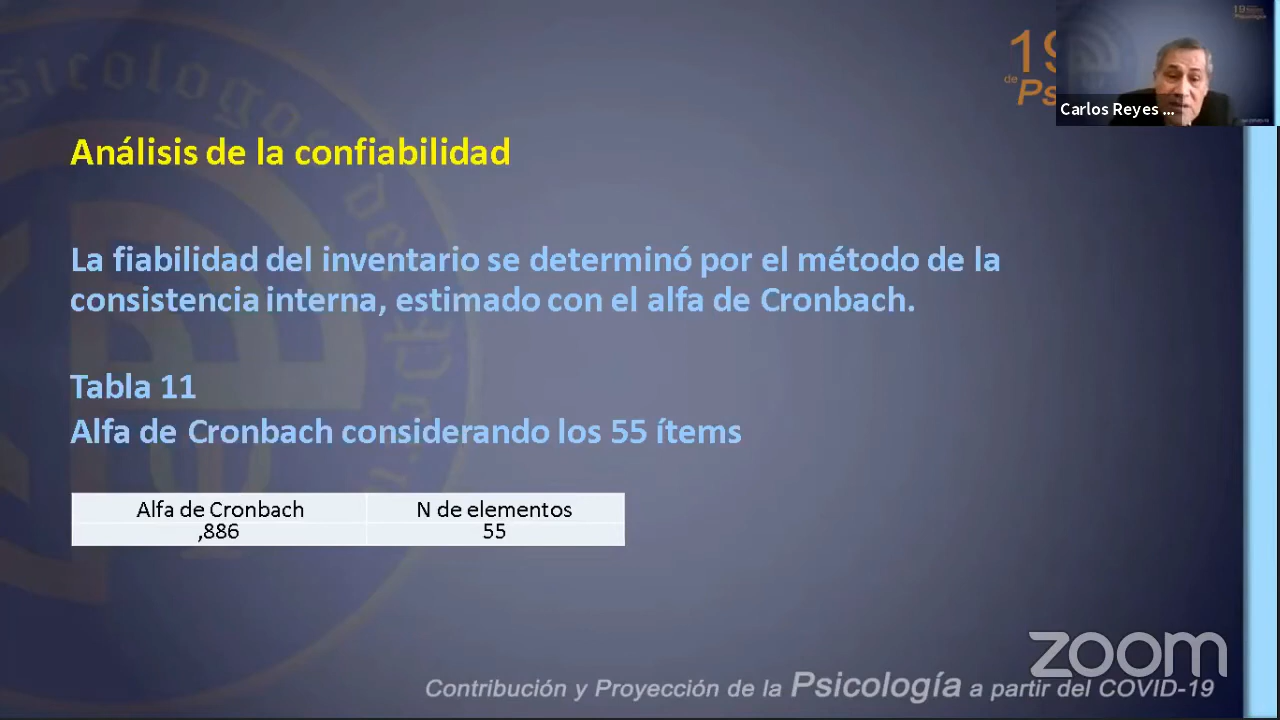 19
de
Carlos Reyes ...
Análisis de la confiabilidad
La fiabilidad del inventario se determinó por el método de la
consistencia interna, estimado con el alfa de Cronbach.
Tabla 11
Alfa de Cronbach considerando los 55 ítems
Alfa de Cronbach N de elementos
,886 55
zoom
Contribución y Proyección de la Psicología a partir del COVID-19